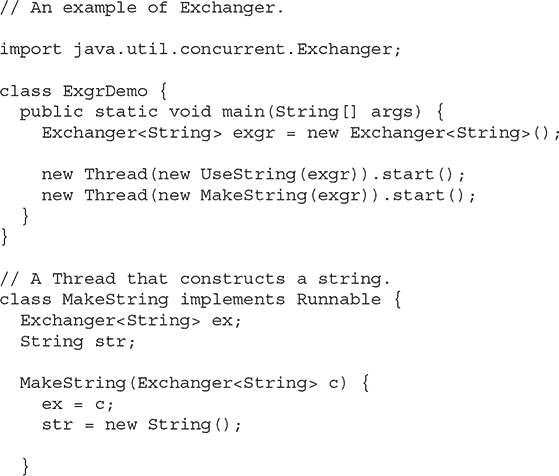 // An example of Exchanger.

import java.util.concurrent.Exchanger;

class ExgrDemo {
  public static void main(String[] args) {
    Exchanger<String> exgr = new Exchanger<String>();

    new Thread(new UseString(exgr)).start();
    new Thread(new MakeString(exgr)).start();
  }
}

// A Thread that constructs a string.
class MakeString implements Runnable {
  Exchanger<String> ex;
  String str;

  MakeString(Exchanger<String> c) {
    ex = c;
    str = new String();

  }